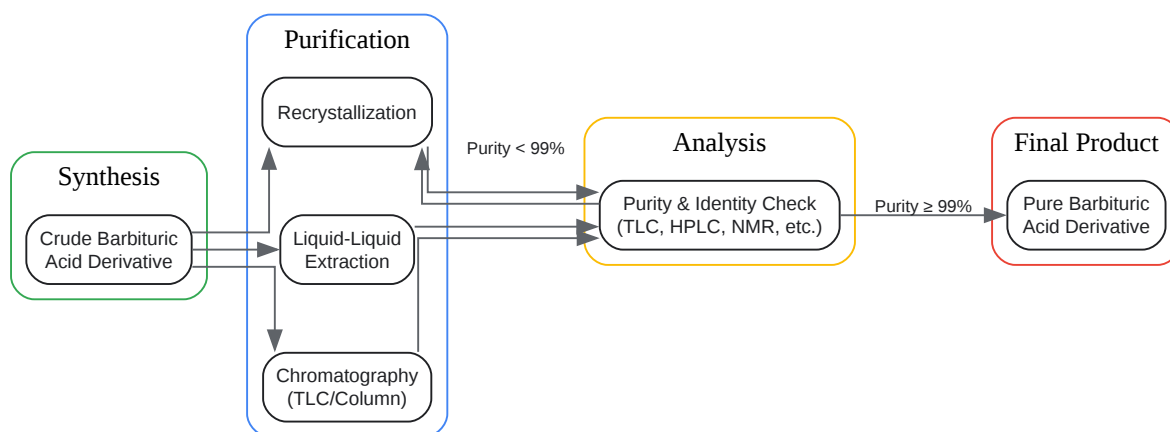 Purification
Recrystallization
Purity < 99%
Analysis
Final Product
Synthesis
Crude Barbituric
Acid Derivative
Liquid-Liquid
Extraction
Purity & Identity Check
(TLC, HPLC, NMR, etc.)
Purity ≥ 99%
Pure Barbituric
Acid Derivative
Chromatography
(TLC/Column)